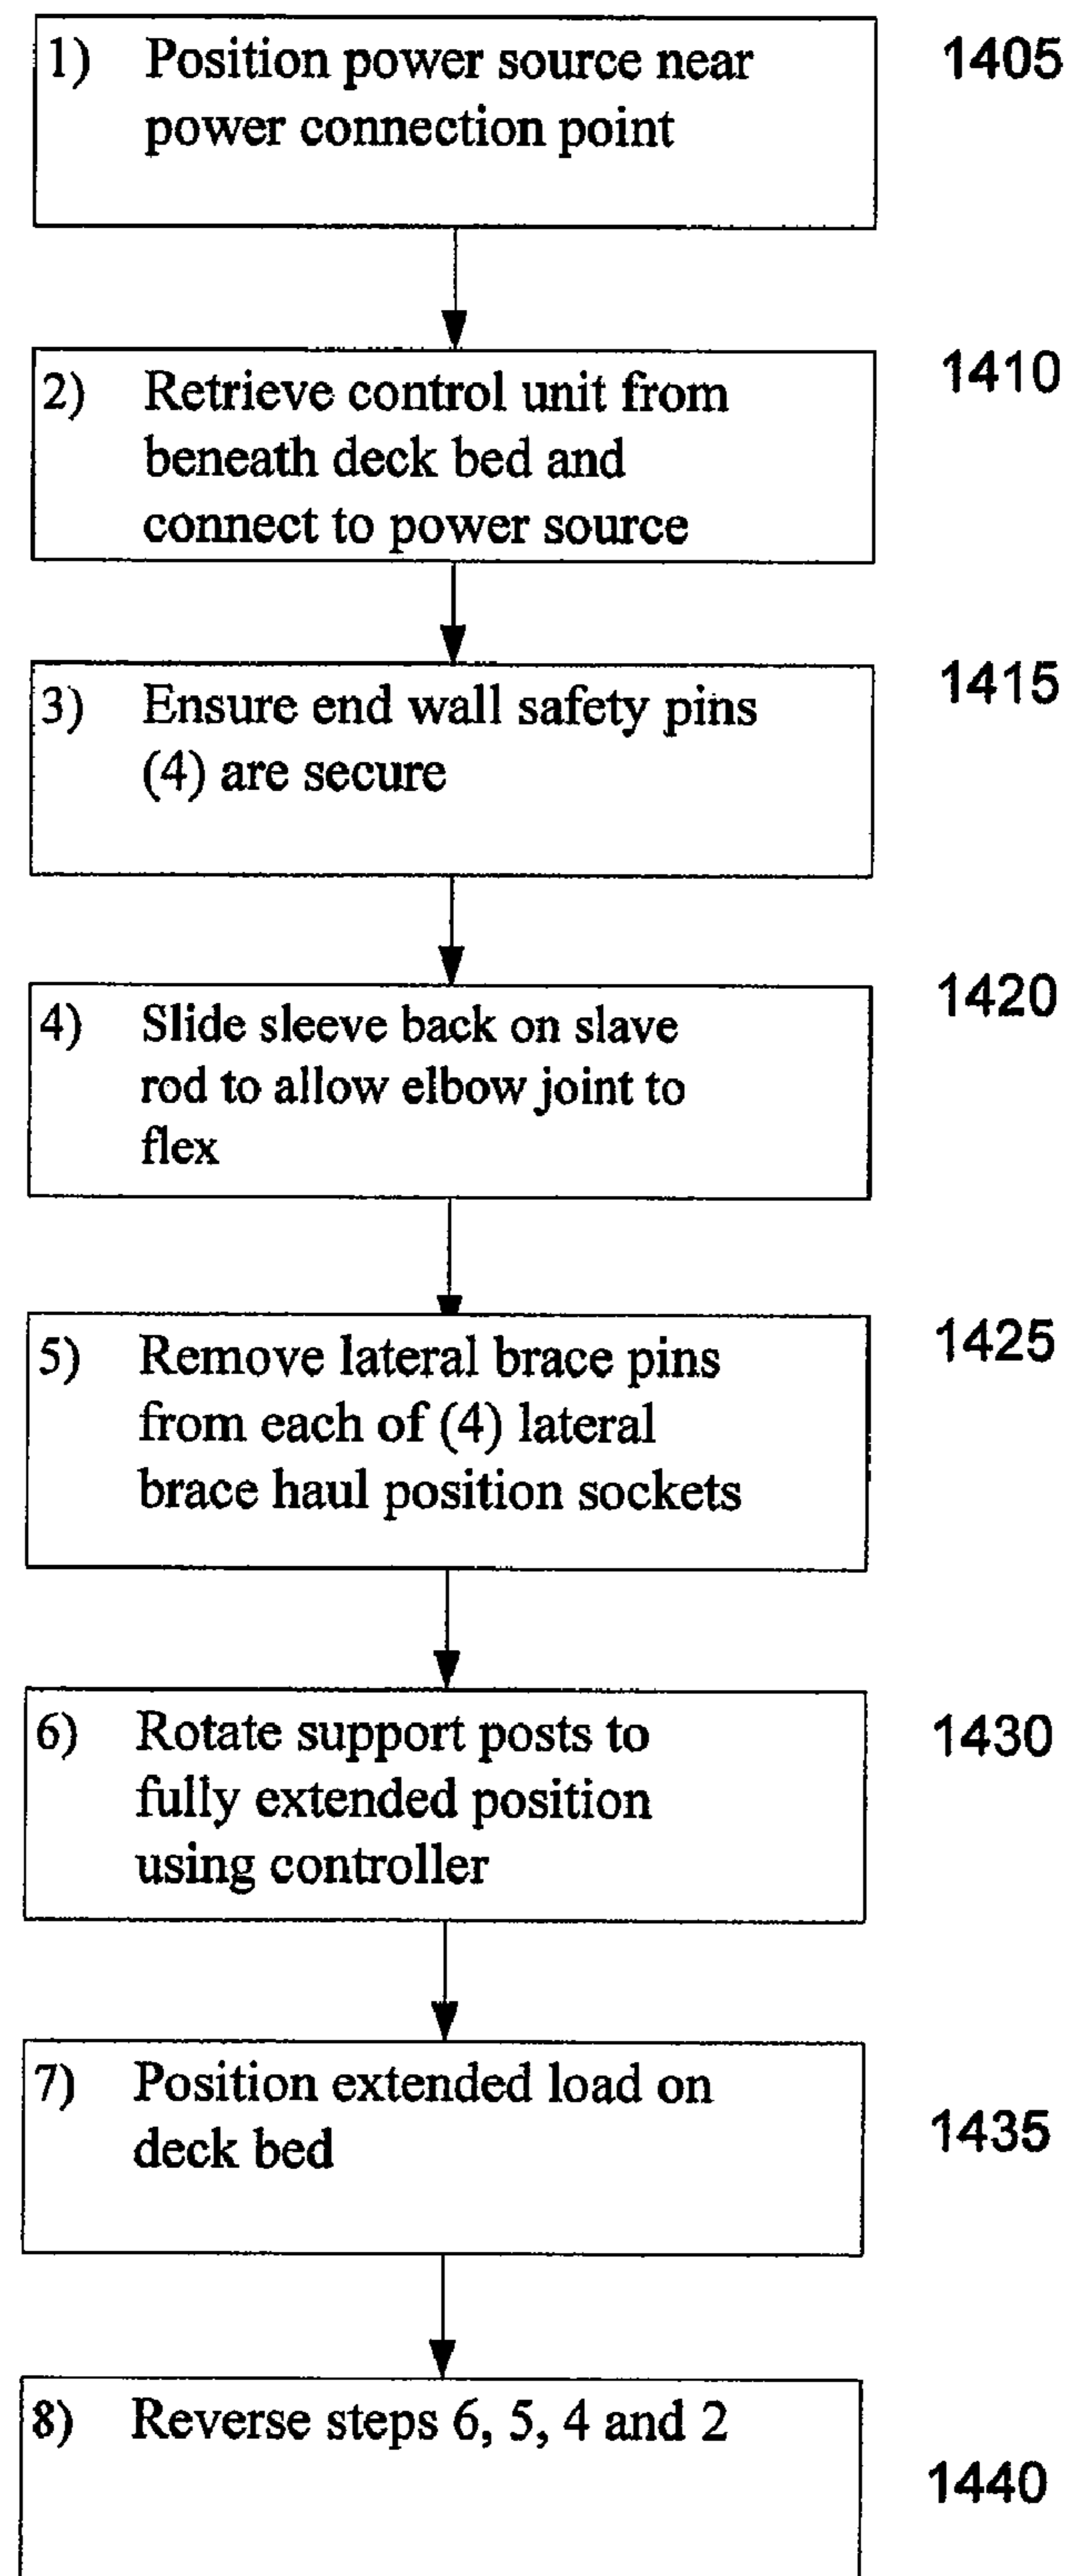 1) Position power source near
power connection point
1405
2) Retrieve control unit from
beneath deck bed and
connect to power source
1410
3) Ensure end wall safety pins
(4) are secure
1415
4) Slide sleeve back on slave
rod to allow elbow joint to
flex
1420
5) Remove lateral brace pins
from each of (4) lateral
brace haul position sockets
1425
6) Rotate support posts to
fully extended position
using controller
1430
7) Position extended load on
deck bed
1435
8) Reverse steps 6, 5, 4 and 2
1440